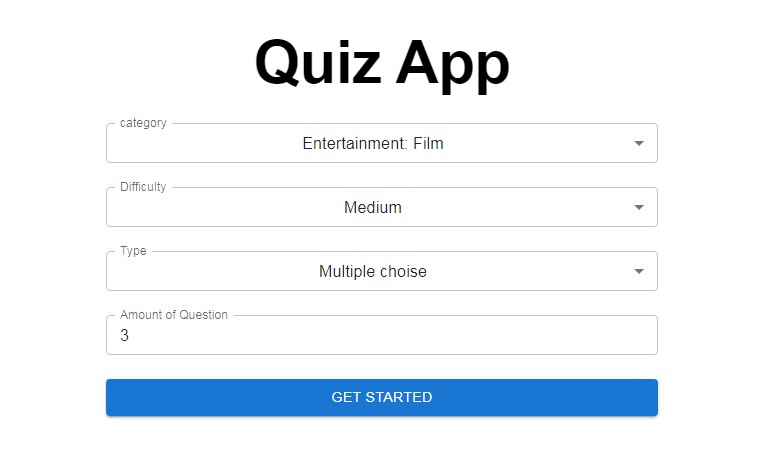 Quiz App
category
Entertainment: Film
Difficulty
Medium
Type
Multiple choise
Amount of Question
3
GET STARTED